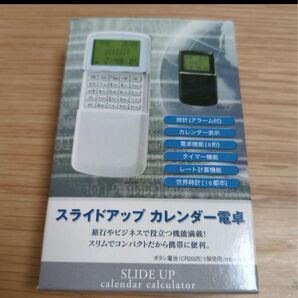 時計(アラーム付)
カレンダー表示
電卓機能(8桁)
タイマー機能
レート計算機能
世界時計(16都市)
スライドアップ カレンダー電卓
旅行やビジネスで役立つ機能満載!
スリムでコンパクトだから携帯に便利。
ボタン電池(CR2025)1個使用
SLIDE UP
calendar calculator